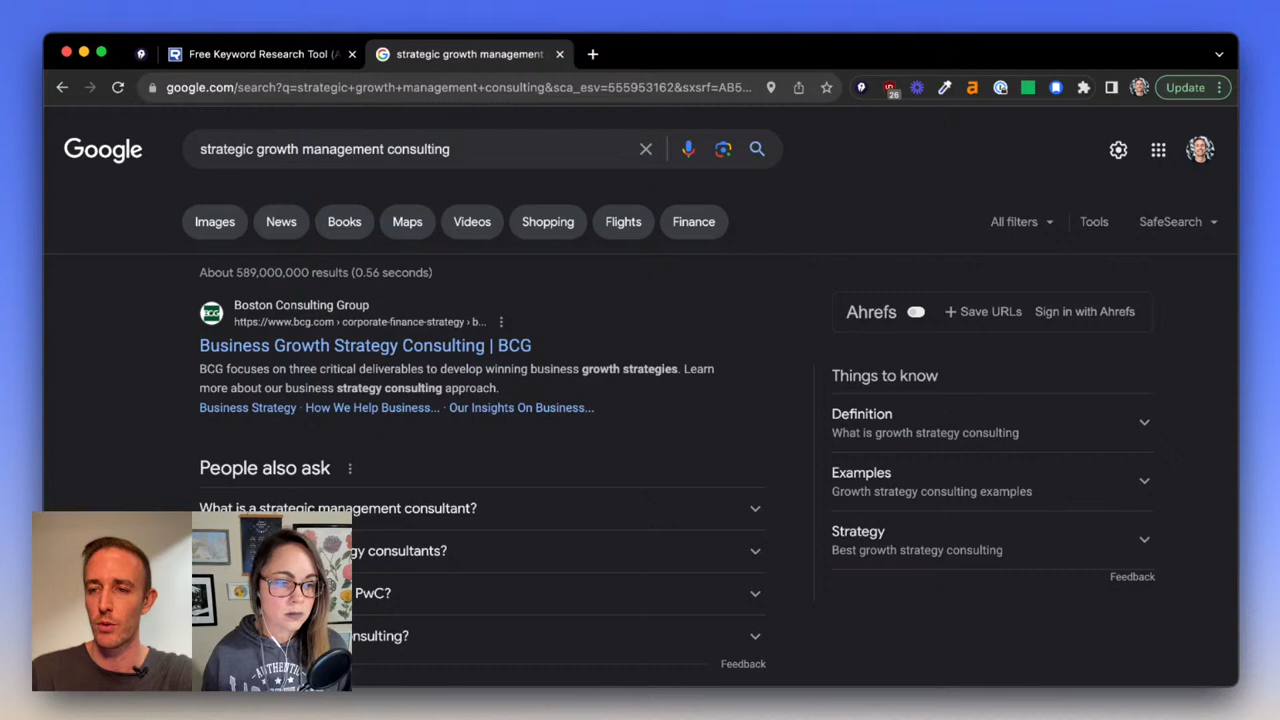 Free Keyword Research Tool (A
strategic growth management
google.com/search?q=strategic+growth+management+consulting&sca_esv=555953162&sxsrf=AB5...
26
Update
Google
strategic growth management consulting
Images
News
Books
Maps
Videos
Shopping
Flights
Finance
All filters
Tools
SafeSearch
About 589,000,000 results (0.56 seconds)
BCG
Boston Consulting Group
https://www.bcg.com › corporate-finance-strategy › b...
Business Growth Strategy Consulting | BCG
BCG focuses on three critical deliverables to develop winning business growth strategies. Learn
more about our business strategy consulting approach.
Business Strategy · How We Help Business... · Our Insights On Business...
People also ask
What is a strategic management consultant?
gy consultants?
PwC?
nsulting?
Feedback
Ahrefs
+ Save URLs
Sign in with Ahrefs
Things to know
Definition
What is growth strategy consulting
Examples
Growth strategy consulting examples
Strategy
Best growth strategy consulting
Feedback
AUTHENTIC